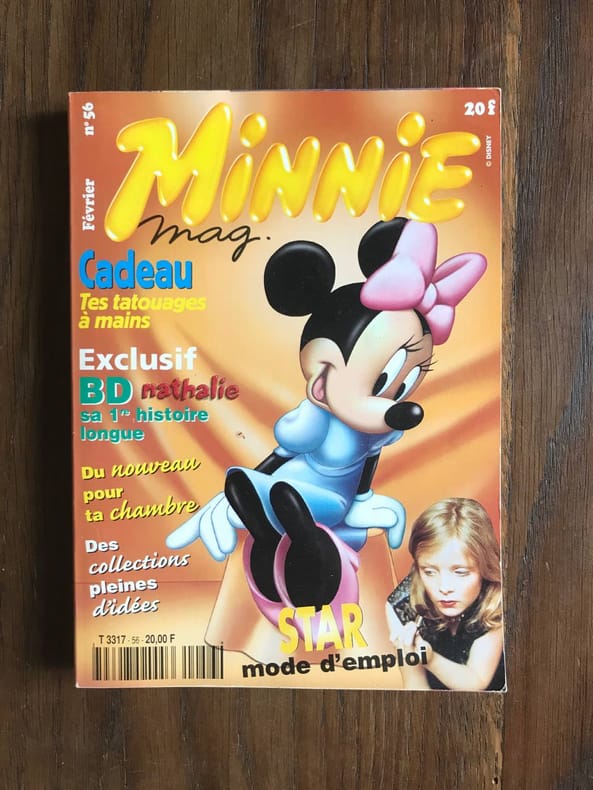 n° 56
Février
20 F
© DISNEY
MINNIE
mag.
Cadeau
Tes tatouages
à mains
Exclusif
BD nathalie
sa 1re histoire
longue
Du nouveau
pour
ta chambre
Des
collections
pleines
d'idées
STAR
mode d'emploi
T 3317 - 56 - 20,00 F